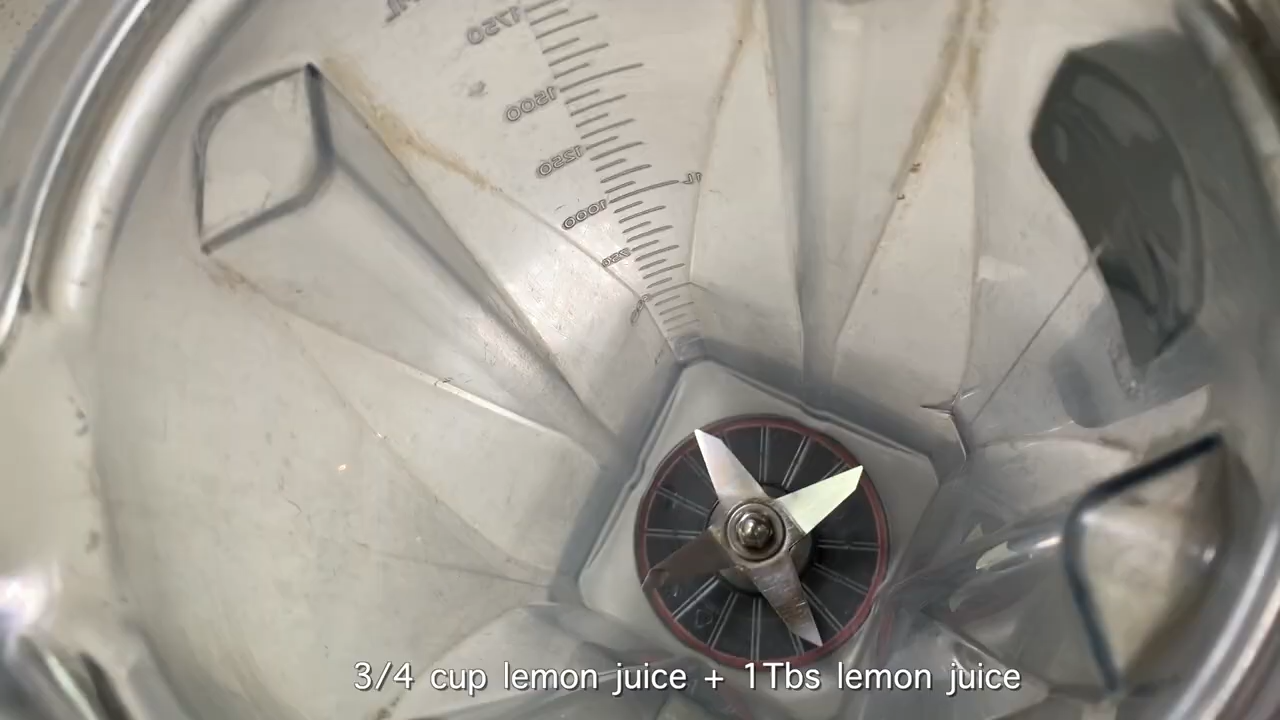 1750
1500
1250
1L
1000
750
3/4 cup lemon juice + 1Tbs lemon juice